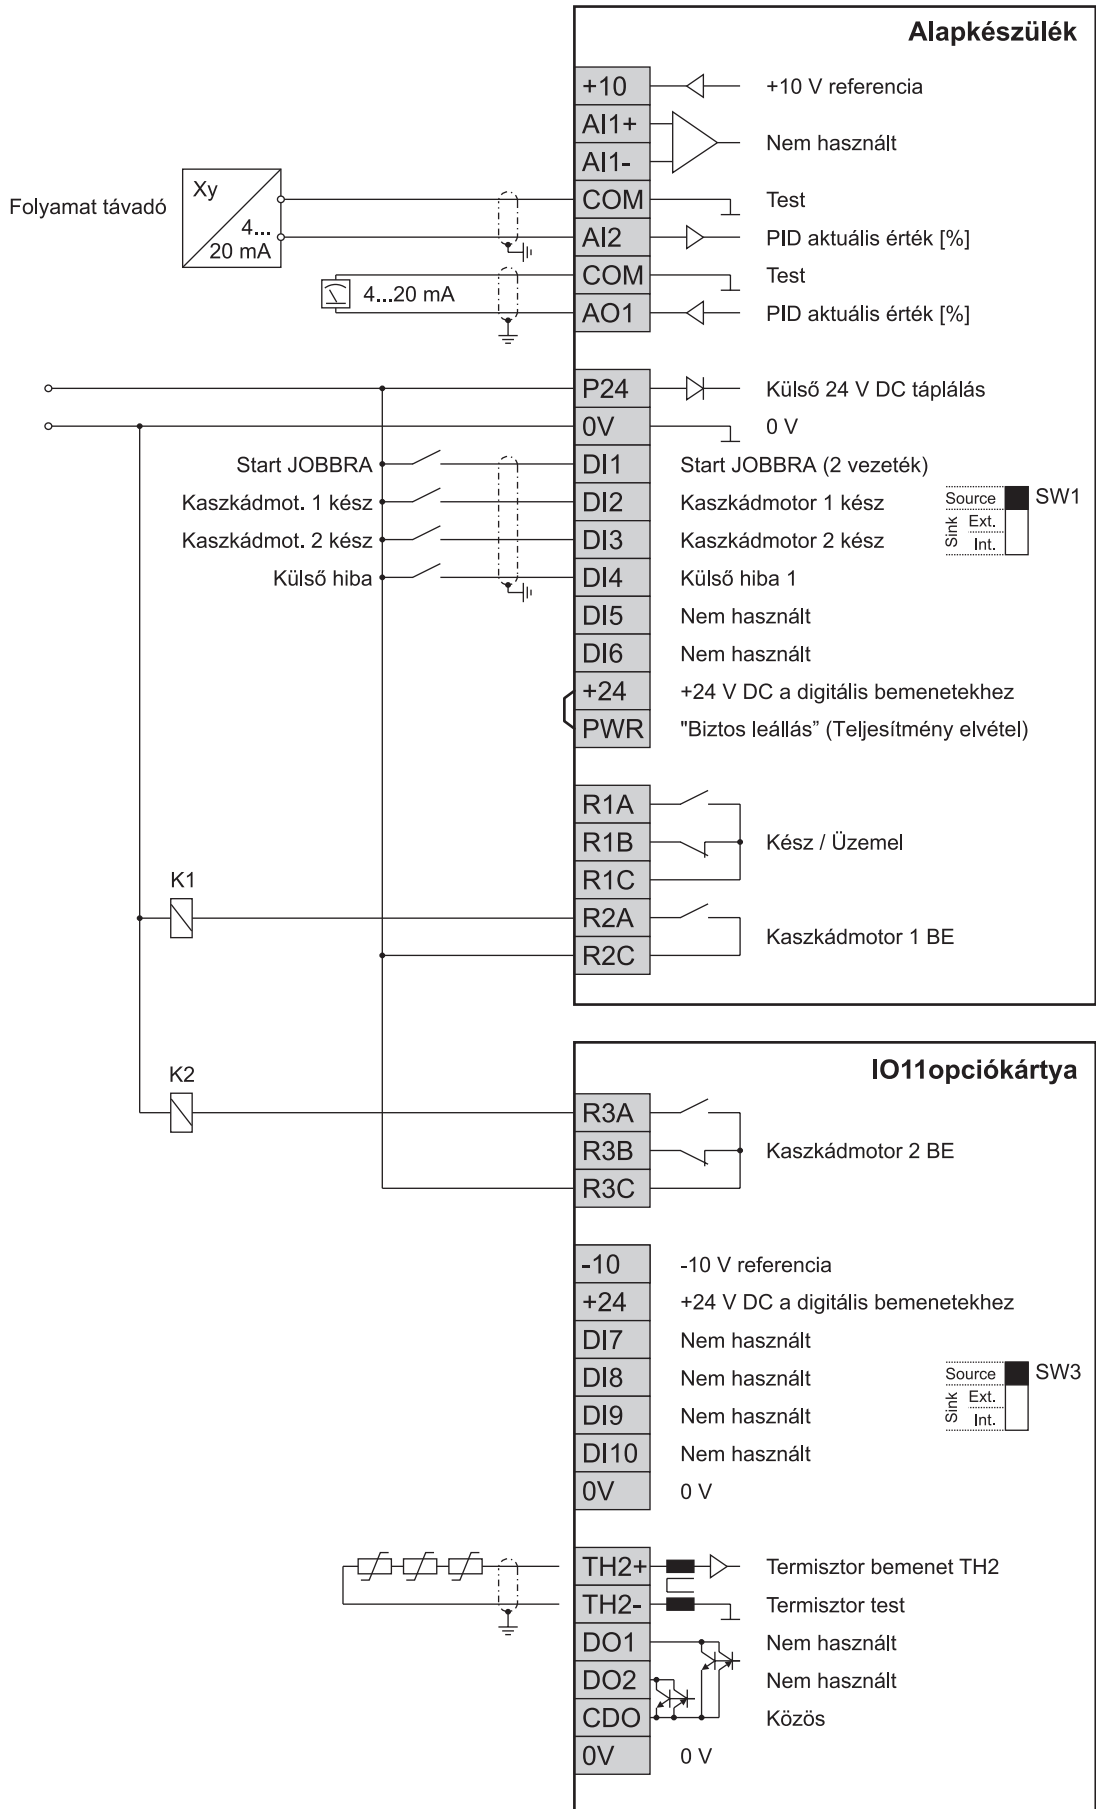 Alapkészülék
+10 +10 V referencia
AI1+
Nem használt
AI1-
Folyamat távadó
Xy
4...
20 mA
COM Test
AI2 PID aktuális érték [%]
COM Test
4...20 mA
AO1 PID aktuális érték [%]
P24 Külső 24 V DC táplálás
0V 0 V
Start JOBBRA DI1 Start JOBBRA (2 vezeték)
Kaszkádmot. 1 kész DI2 Kaszkádmotor 1 kész
Kaszkádmot. 2 kész DI3 Kaszkádmotor 2 kész
Source SW1
Sink Ext.
Int.
Külső hiba DI4 Külső hiba 1
DI5 Nem használt
DI6 Nem használt
+24 +24 V DC a digitális bemenetekhez
PWR "Biztos leállás” (Teljesítmény elvétel)
R1A
R1B Kész / Üzemel
R1C
K1
R2A
Kaszkádmotor 1 BE
R2C
IO11opciókártya
K2
R3A
R3B Kaszkádmotor 2 BE
R3C
-10 -10 V referencia
+24 +24 V DC a digitális bemenetekhez
DI7 Nem használt
DI8 Nem használt
Source SW3
Sink Ext.
Int.
DI9 Nem használt
DI10 Nem használt
0V 0 V
TH2+ Termisztor bemenet TH2
TH2- Termisztor test
DO1 Nem használt
DO2 Nem használt
CDO Közös
0V 0 V